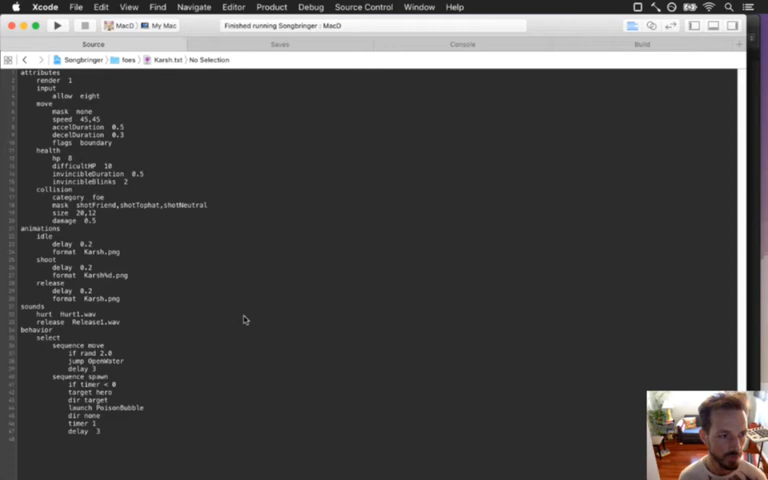 Xcode File Edit View Find Navigate Editor Product Debug Source Control Window Help
MacD My Mac Finished running Songbringer : MacD
Source Saves Console Build
Songbringer foes Karsh.txt No Selection
attributes
render 1
input
allow eight
move
mask none
speed 45,45
accelDuration 0.5
decelDuration 0.3
flags boundary
health
hp 8
difficultHP 10
invincibleDuration 0.5
invincibleBlinks 2
collision
category foe
mask shotFriend,shotTophat,shotNeutral
size 20,12
damage 0.5
animations
idle
delay 0.2
format Karsh.png
shoot
delay 0.2
format Karsh%d.png
release
delay 0.2
format Karsh.png
sounds
hurt Hurt1.wav
release Release1.wav
behavior
select
sequence move
if rand 2.0
jump OpenWater
delay 3
sequence spawn
if timer < 0
target hero
dir target
launch PoisonBubble
dir none
timer 1
delay 3